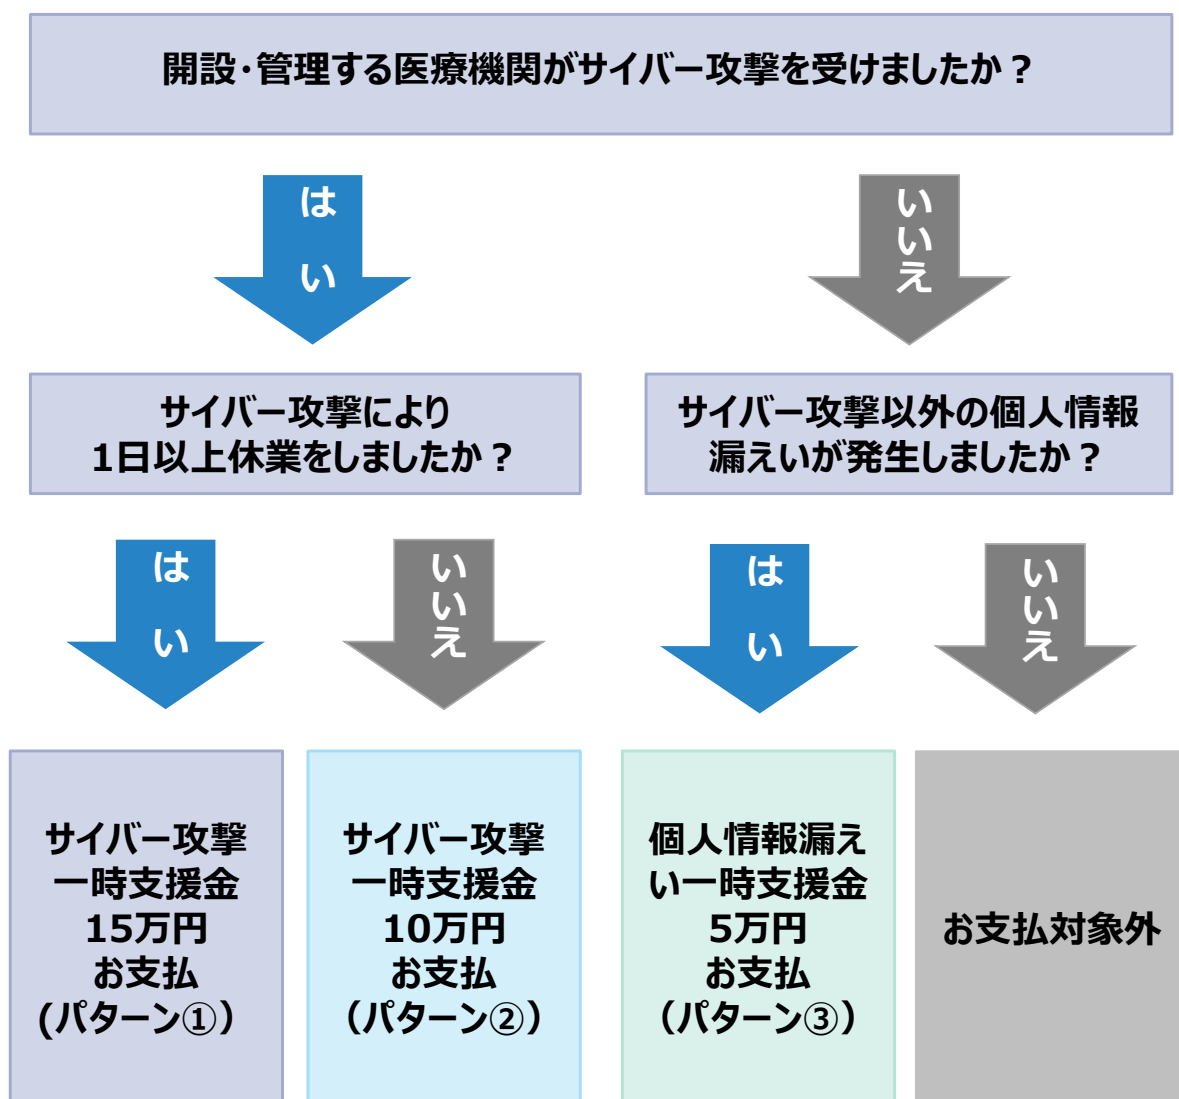 開設・管理する医療機関がサイバー攻撃を受けましたか？
はい
いいえ
サイバー攻撃により
1日以上休業をしましたか？
サイバー攻撃以外の個人情報
漏えいが発生しましたか？
はい
いいえ
はい
いいえ
サイバー攻撃
一時支援金
15万円
お支払
(パターン①）
サイバー攻撃
一時支援金
10万円
お支払
（パターン②）
個人情報漏え
い一時支援金
5万円
お支払
（パターン③）
お支払対象外